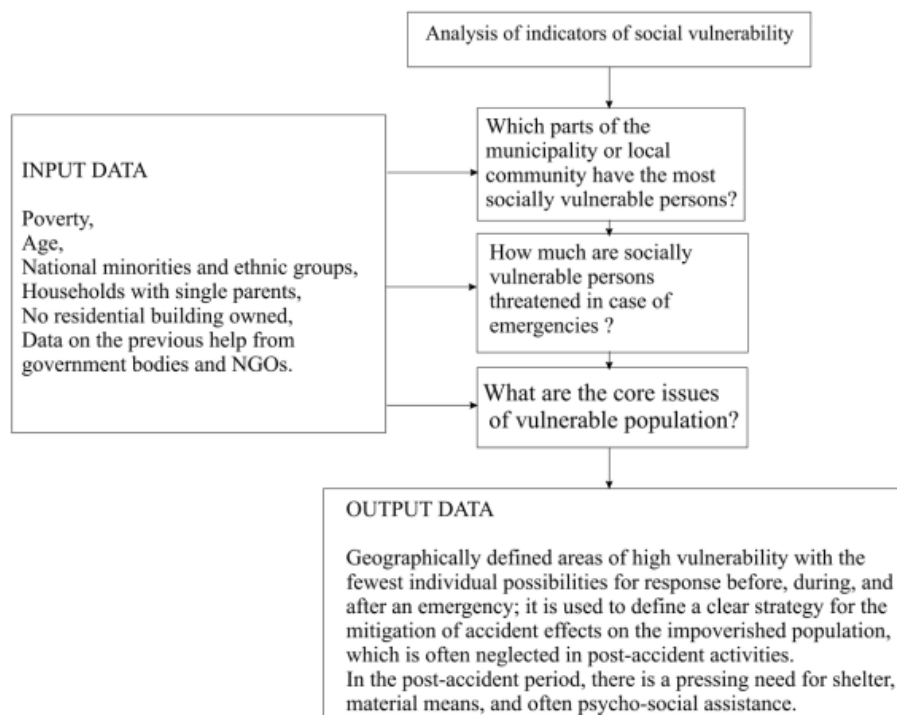 Analysis of indicators of social vulnerability
INPUT DATA
Poverty,
Age,
National minorities and ethnic groups,
Households with single parents,
No residential building owned,
Data on the previous help from
government bodies and NGOs.
Which parts of the
municipality or local
community have the most
socially vulnerable persons?
How much are socially
vulnerable persons
threatened in case of
emergencies ?
What are the core issues
of vulnerable population?
OUTPUT DATA
Geographically defined areas of high vulnerability with the
fewest individual possibilities for response before, during, and
after an emergency; it is used to define a clear strategy for the
mitigation of accident effects on the impoverished population,
which is often neglected in post-accident activities.
In the post-accident period, there is a pressing need for shelter,
material means, and often psycho-social assistance.